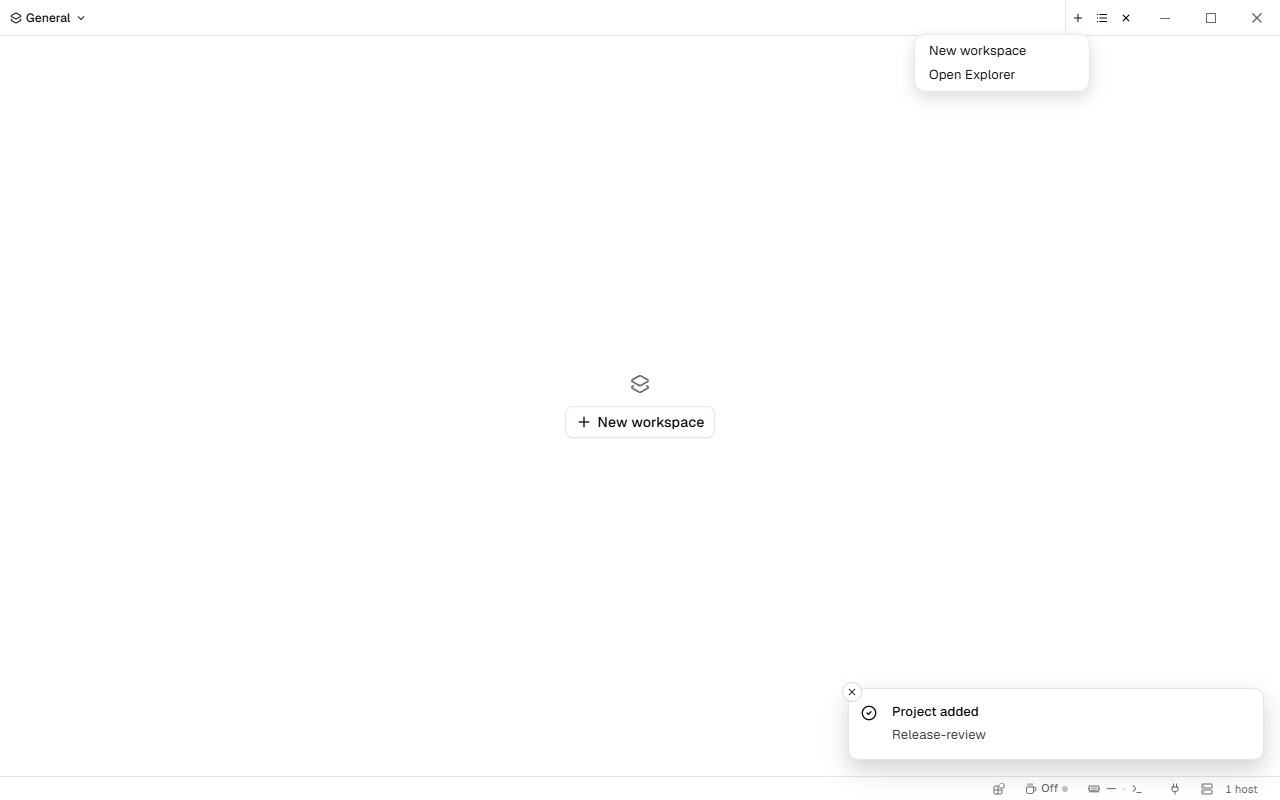 General
New workspace
Open Explorer
New workspace
Project added
Release-review
Off
1 host